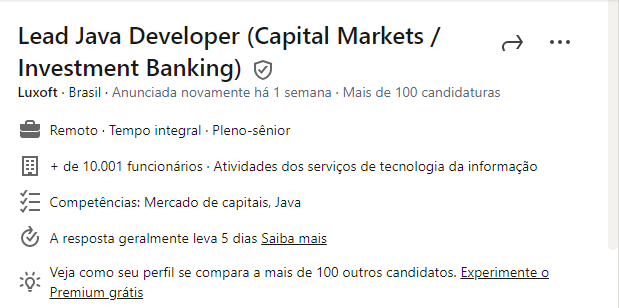 Lead Java Developer (Capital Markets /
Investment Banking)
Luxoft · Brasil · Anunciada novamente há 1 semana · Mais de 100 candidaturas
Remoto · Tempo integral · Pleno-sênior
+ de 10.001 funcionários · Atividades dos serviços de tecnologia da informação
Competências: Mercado de capitais, Java
A resposta geralmente leva 5 dias Saiba mais
Veja como seu perfil se compara a mais de 100 outros candidatos. Experimente o
Premium grátis